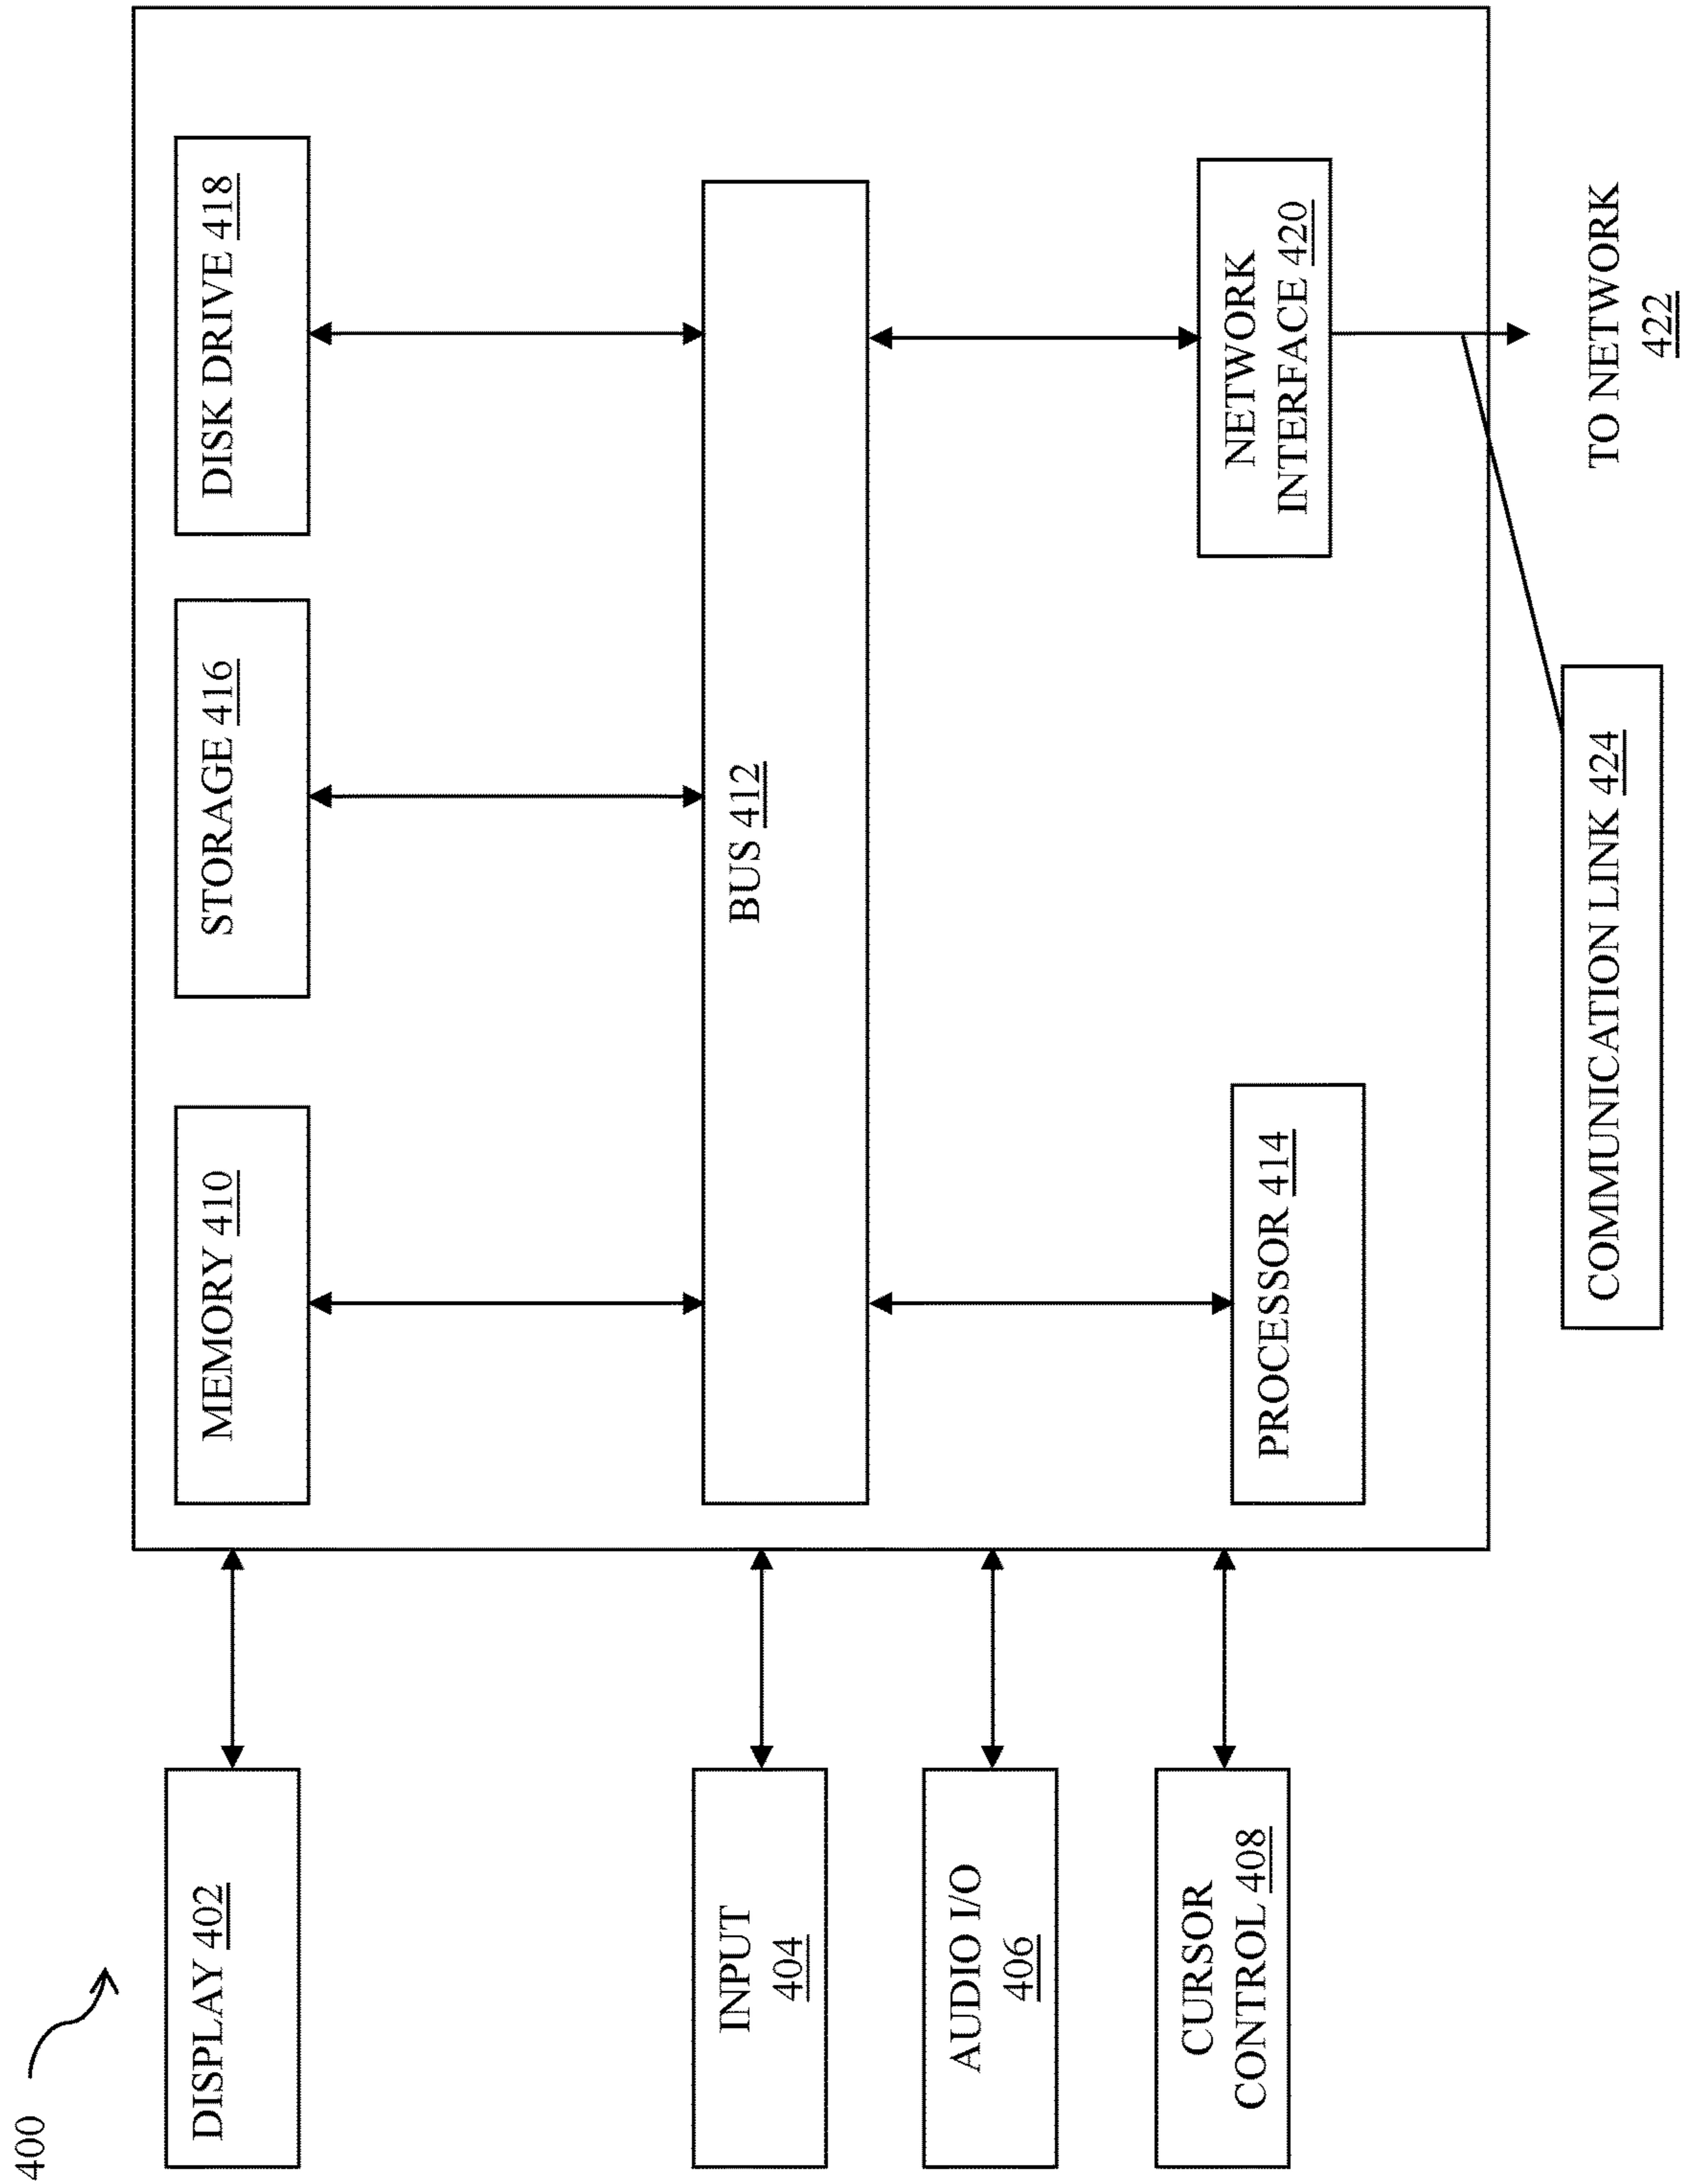 400
DISPLAY 402
INPUT
404
AUDIO I/O
406
CURSOR
CONTROL 408
MEMORY 410
STORAGE 416
DISK DRIVE 418
BUS 412
PROCESSOR 414
NETWORK
INTERFACE 420
COMMUNICATION LINK 424
TO NETWORK
422